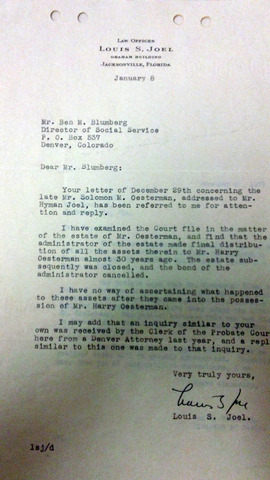 LAW OFFICES
LOUIS S. JOEL
GRAHAM BUILDING
JACKSONVILLE, FLORIDA
January 8
Mr. Ben M. Blumberg
Director of Social Service
P. O. Box 537
Denver, Colorado
Dear Mr. Blumberg:
Your letter of December 29th concerning the
late Mr. Solomon M. Oesterman, addressed to Mr.
Hyman Joel, has been referred to me for atten-
tion and reply.
I have examined the Court file in the matter
of the estate of Mr. Oesterman, and find that the
administrator of the estate made final distribu-
tion of all the assets therein to Mr. Harry
Oesterman almost 30 years ago. The estate sub-
sequently was closed, and the bond of the
administrator cancelled.
I have no way of ascertaining what happened
to these assets after they came into the posses-
sion of Mr. Harry Oesterman.
I may add that an inquiry similar to your
own was received by the Clerk of the Probate Cour
here from a Denver Attorney last year, and a repl
similar to this one was made to that inquiry.
Very truly yours,
Louis S. Joel
Louis S. Joel.
lsj/d